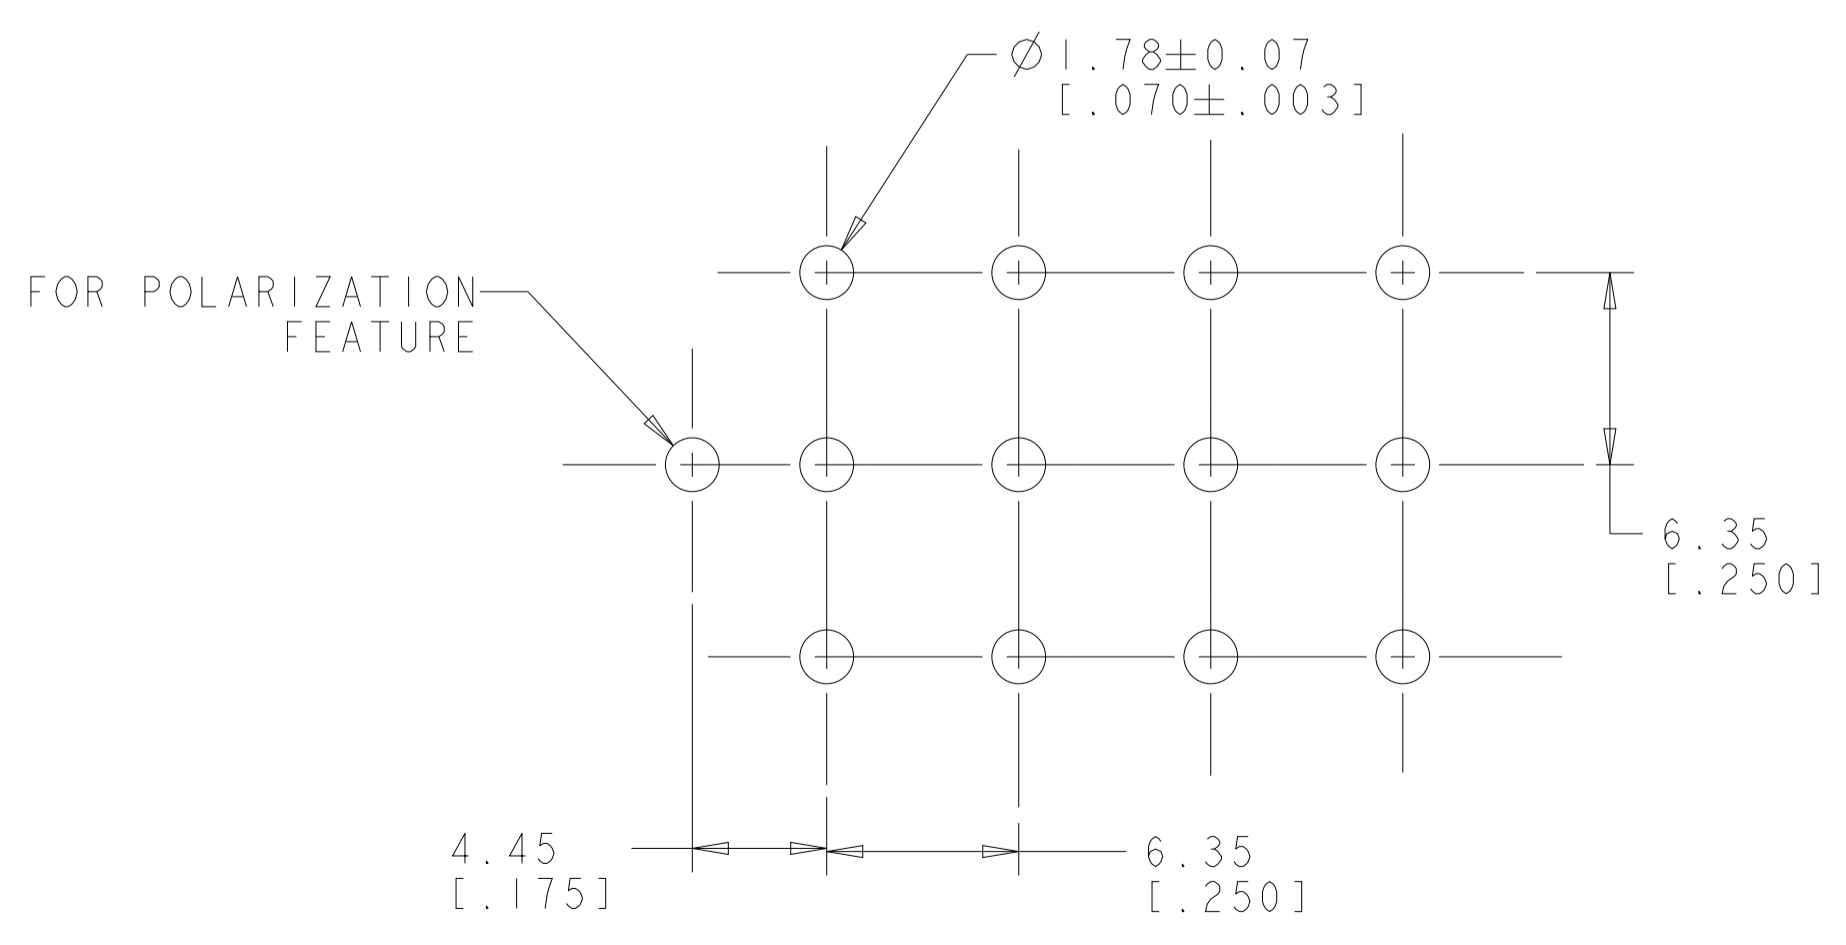 Ø1.78±0.07
[.070±.003]
FOR POLARIZATION
FEATURE
6.35
[.250]
4.45
[.175]
6.35
[.250]